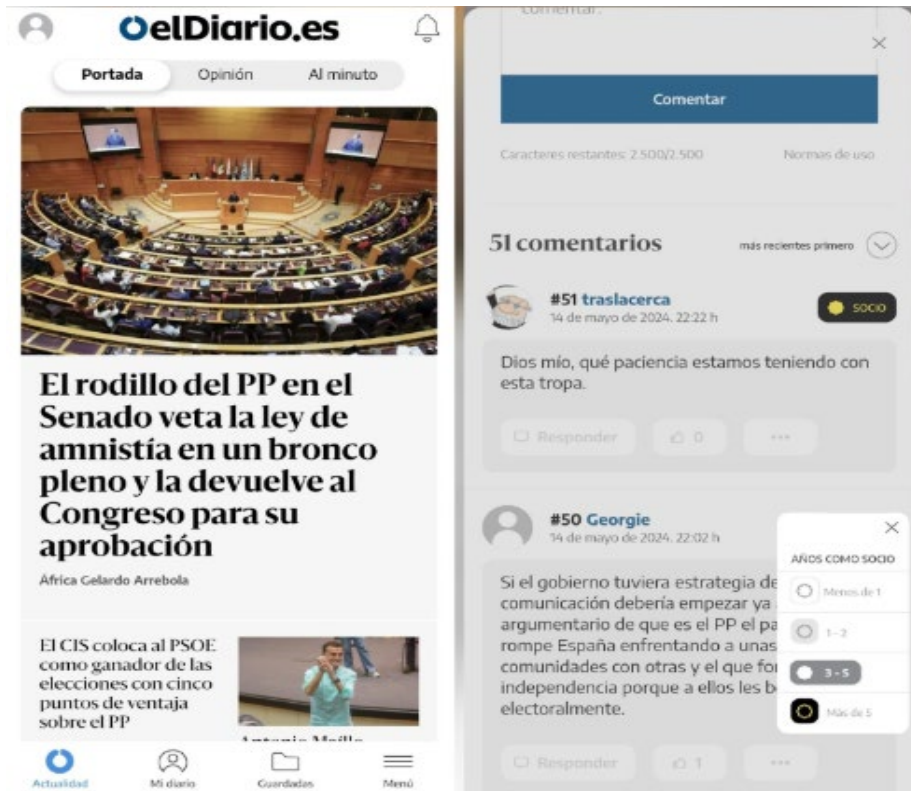 elDiario.es
Portada
Opinión
Al minuto
El rodillo del PP en el
Senado veta la ley de
amnistía en un bronco
pleno y la devuelve al
Congreso para su
aprobación
África Gelardo Arrebola
El CIS coloca al PSOE
como ganador de las
elecciones con cinco
puntos de ventaja
sobre el PP
Antonio Maíllo
Actualidad
Mi diario
Guardadas
Menú
comentar.
Comentar
Caracteres restantes: 2.500/2.500
Normas de uso
51 comentarios
más recientes primero
#51 traslacerca
14 de mayo de 2024. 22:22 h
SOCIO
Dios mío, qué paciencia estamos teniendo con
esta tropa.
Responder
0
#50 Georgie
14 de mayo de 2024. 22:02 h
Si el gobierno tuviera estrategia de
comunicación debería empezar ya
argumentario de que es el PP el pa
rompe España enfrentando a unas
comunidades con otras y el que fo
independencia porque a ellos les b
electoralmente.
Responder
1
AÑOS COMO SOCIO
Menos de 1
1 - 2
3 - 5
Más de 5